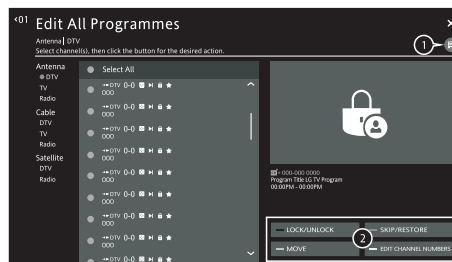 <01 Edit All Programmes
Antenna | DTV
Select channel(s), then click the button for the desired action.
1
Antenna
DTV
TV
Radio
Cable
DTV
TV
Radio
Satellite
DTV
Radio
Select All
DTV 0-0
000
DTV 0-0
000
DTV 0-0
000
DTV 0-0
000
DTV 0-0
000
DTV 0-0
000
DTV 0-0
000
DTV 0-0
000
DTV 0-0
000-000 0000
Program Title LG TV Program
00:00PM - 00:00PM
LOCK/UNLOCK
SKIP/RESTORE
2
MOVE
EDIT CHANNEL NUMBERS